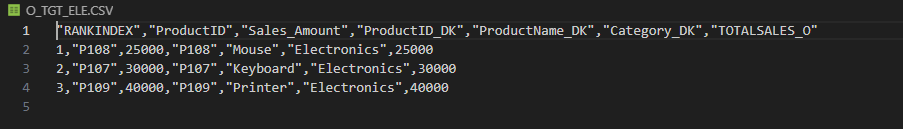 O_TGT_ELE.CSV
1 "RANKINDEX","ProductID","Sales_Amount","ProductID_DK","ProductName_DK","Category_DK","TOTALSALES_O"
2 1,"P108",25000,"P108","Mouse","Electronics",25000
3 2,"P107",30000,"P107","Keyboard","Electronics",30000
4 3,"P109",40000,"P109","Printer","Electronics",40000
5